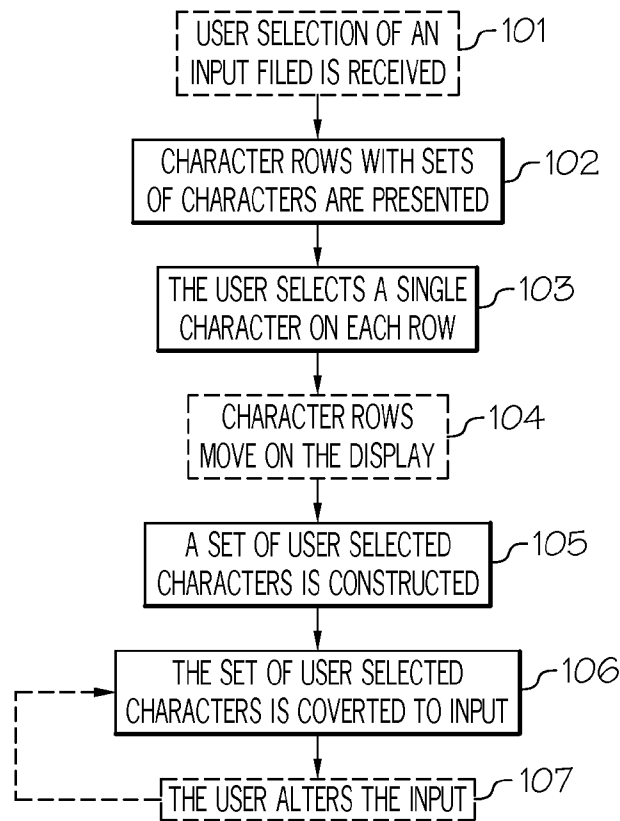 USER SELECTION OF AN
INPUT FILED IS RECEIVED
101
CHARACTER ROWS WITH SETS
OF CHARACTERS ARE PRESENTED
102
THE USER SELECTS A SINGLE
CHARACTER ON EACH ROW
103
CHARACTER ROWS
MOVE ON THE DISPLAY
104
A SET OF USER SELECTED
CHARACTERS IS CONSTRUCTED
105
THE SET OF USER SELECTED
CHARACTERS IS COVERTED TO INPUT
106
THE USER ALTERS THE INPUT
107